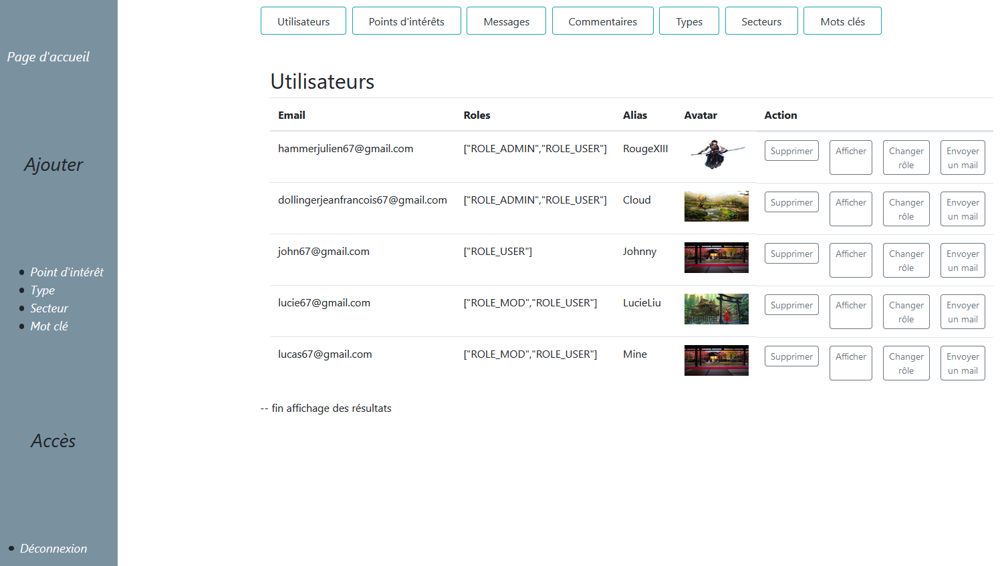 Utilisateurs Points d'intérêts Messages Commentaires Types Secteurs Mots clés
Page d'accueil
Ajouter
Point d'intérêt
Type
Secteur
Mot clé
Accès
Déconnexion
Utilisateurs
Email Roles Alias Avatar Action
hammerjulien67@gmail.com ["ROLE_ADMIN","ROLE_USER"] RougeXIII Supprimer Afficher Changer rôle Envoyer un mail
dollingerjeanfrancois67@gmail.com ["ROLE_ADMIN","ROLE_USER"] Cloud Supprimer Afficher Changer rôle Envoyer un mail
john67@gmail.com ["ROLE_USER"] Johnny Supprimer Afficher Changer rôle Envoyer un mail
lucie67@gmail.com ["ROLE_MOD","ROLE_USER"] LucieLiu Supprimer Afficher Changer rôle Envoyer un mail
lucas67@gmail.com ["ROLE_MOD","ROLE_USER"] Mine Supprimer Afficher Changer rôle Envoyer un mail
-- fin affichage des résultats